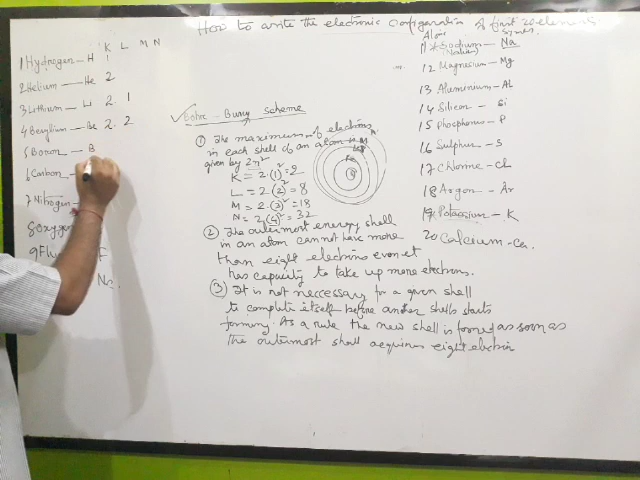 How to write the electronic configuration of first 20 elements
K L M N
1 Hydrogen - H 1
2 Helium - He 2
3 Lithium - Li 2. 1
4 Beryllium - Be 2. 2
5 Boron - B
6 Carbon -
7 Nitrogen -
8 Oxygen
9 Flu F
Ne.
Bohr - Bury scheme
① The maximum no. of electrons
in each shell of an atom is
given by 2n²
K = 2(1)² = 2
L = 2(2)² = 8
M = 2(3)² = 18
N = 2(4)² = 32
K L M N
② The outermost energy shell
in an atom cannot have more
than eight electrons even it
has capacity to take up more electrons.
③ It is not neccessary for a given shell
to complete itself before another shells starts
forming. As a rule the new shell is formed as soon as
the outermost shell acquires eight electron
Symbol
11 Sodium - Na
12 Magnesium - Mg
13 Aluminium - Al
14 Silicon - Si
15 Phosphorus - P
16 Sulphur - S
17 Chlorine - Cl
18 Argon - Ar
19 Potassium - K
20 Calcium - Ca.